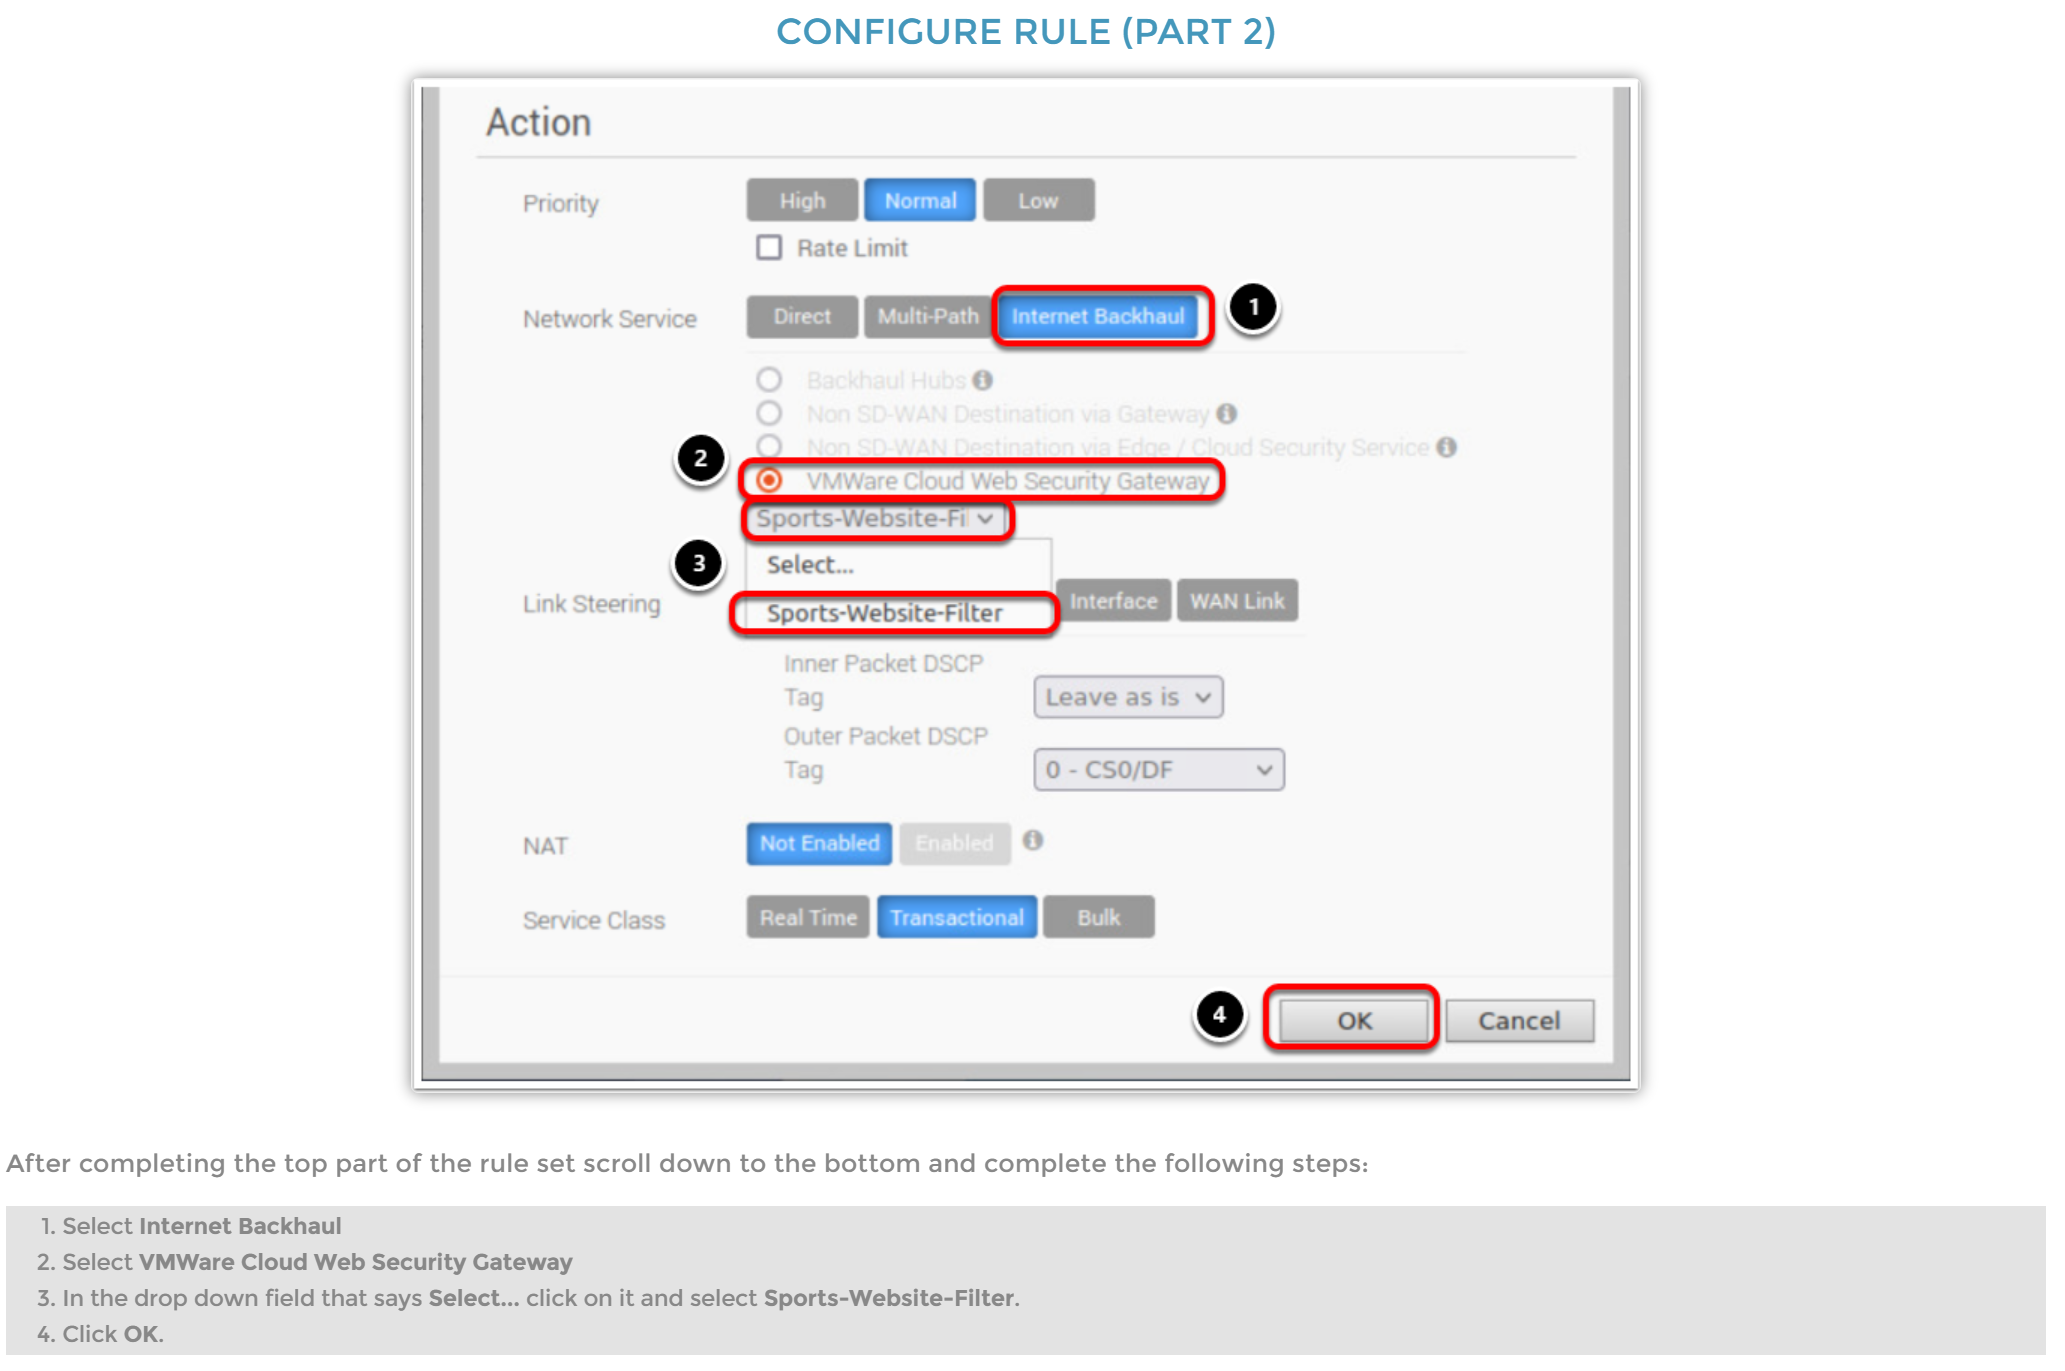 CONFIGURE RULE (PART 2)
Action
Priority
High Normal Low
Rate Limit
Network Service
Direct Multi-Path Internet Backhaul
1
Backhaul Hubs
Non SD-WAN Destination via Gateway
Non SD-WAN Destination via Edge / Cloud Security Service
2
VMWare Cloud Web Security Gateway
Sports-Website-Fil
3
Select...
Link Steering
Sports-Website-Filter
Interface WAN Link
Inner Packet DSCP
Tag
Leave as is
Outer Packet DSCP
Tag
0 - CS0/DF
NAT
Not Enabled Enabled
Service Class
Real Time Transactional Bulk
4
OK Cancel
After completing the top part of the rule set scroll down to the bottom and complete the following steps:
1. Select Internet Backhaul
2. Select VMWare Cloud Web Security Gateway
3. In the drop down field that says Select... click on it and select Sports-Website-Filter.
4. Click OK.